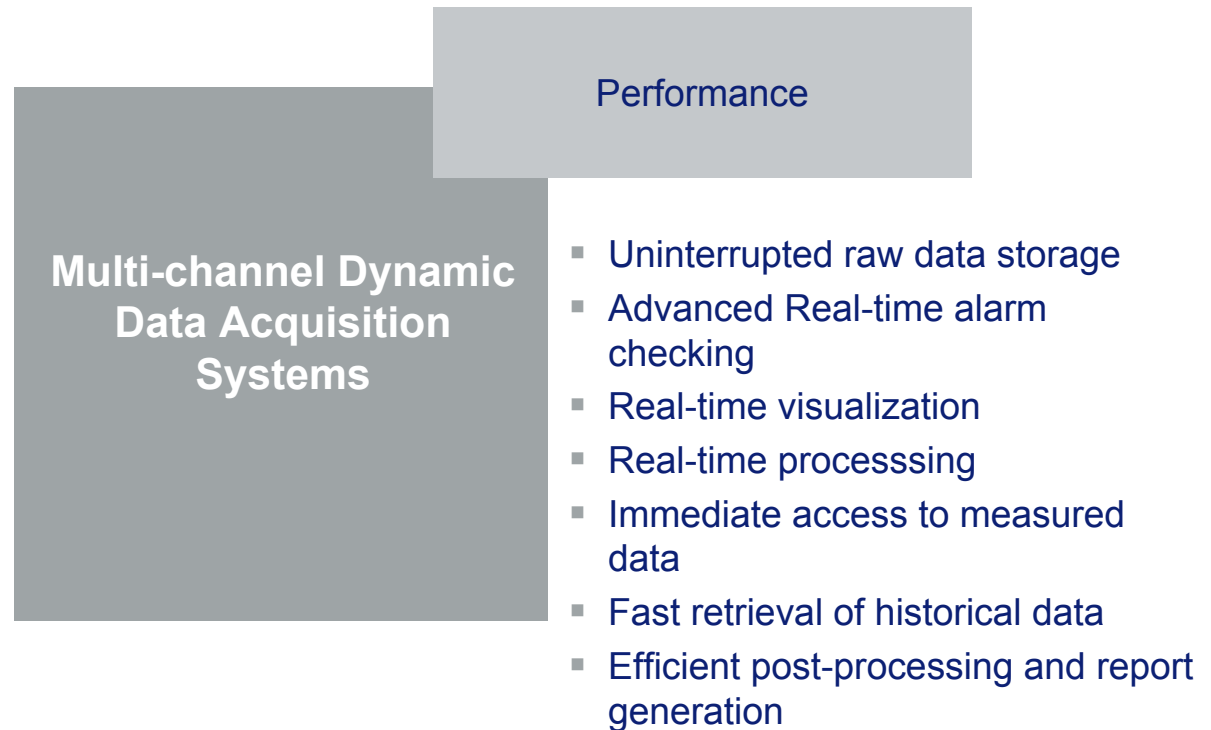 Performance
Multi-channel Dynamic
Data Acquisition
Systems
▪ Uninterrupted raw data storage
▪ Advanced Real-time alarm
checking
▪ Real-time visualization
▪ Real-time processsing
▪ Immediate access to measured
data
▪ Fast retrieval of historical data
▪ Efficient post-processing and report
generation